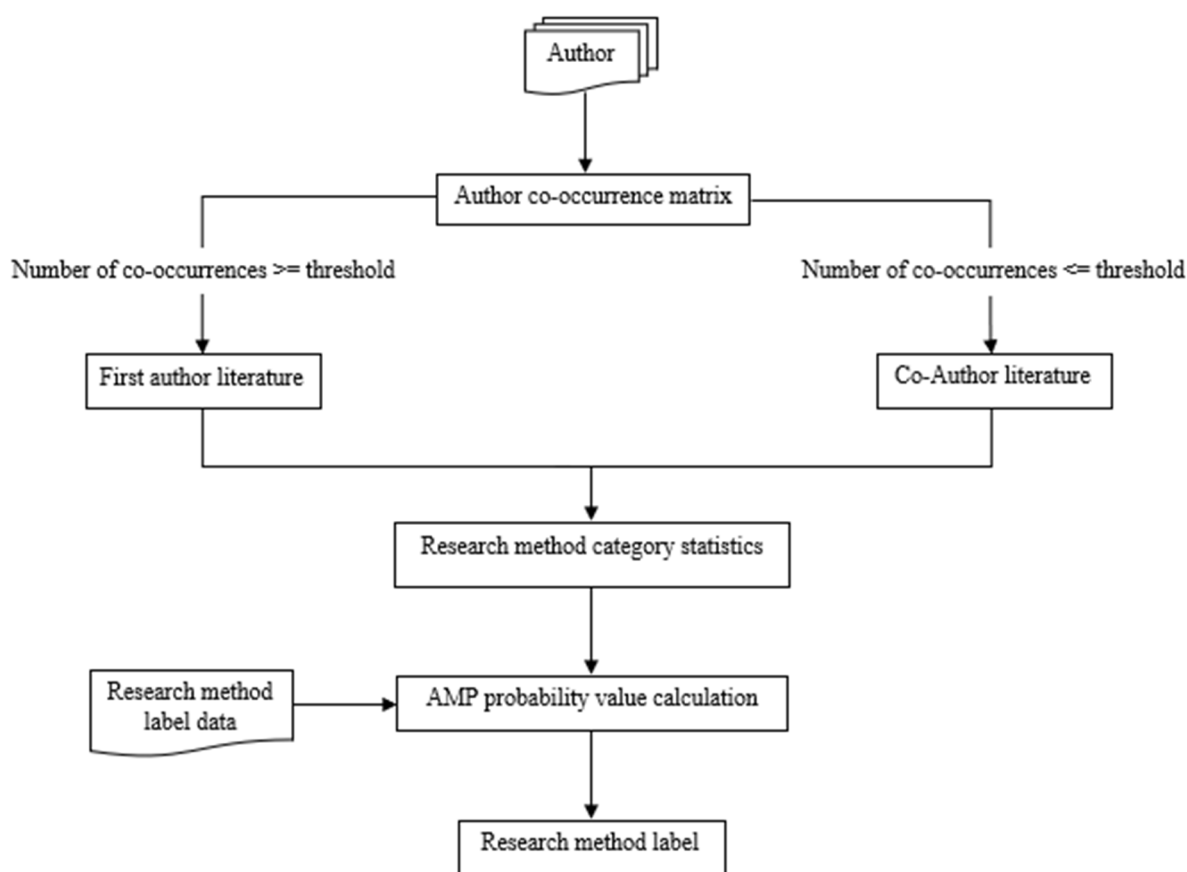 Author
Author co-occurrence matrix
Number of co-occurrences >= threshold
Number of co-occurrences <= threshold
First author literature
Co-Author literature
Research method category statistics
Research method
label data
AMP probability value calculation
Research method label